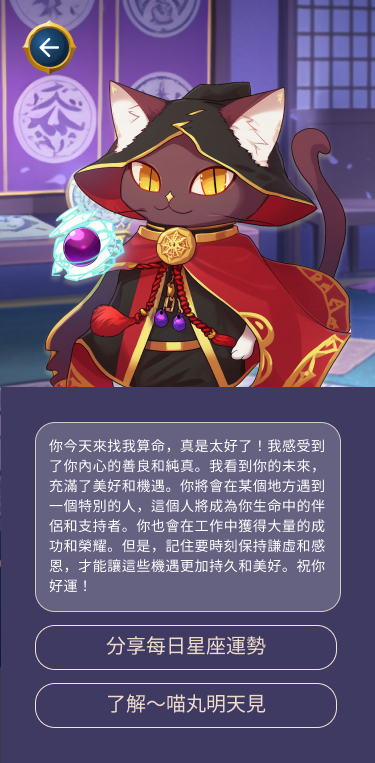 你今天來找我算命，真是太好了！我感受到
了你內心的善良和純真。我看到你的未來，
充滿了美好和機遇。你將會在某個地方遇到
一個特別的人，這個人將成為你生命中的伴
侶和支持者。你也會在工作中獲得大量的成
功和榮耀。但是，記住要時刻保持謙虛和感
恩，才能讓這些機遇更加持久和美好。祝你
好運！
分享每日星座運勢
了解～喵丸明天見